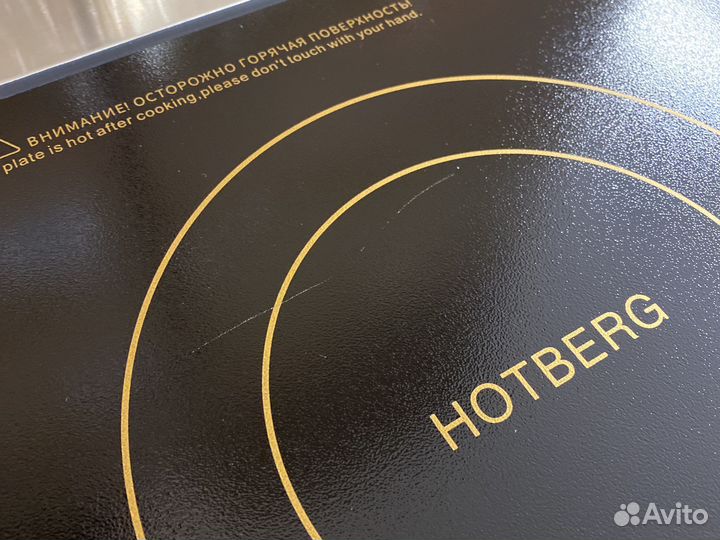 ВНИМАНИЕ! ОСТОРОЖНО ГОРЯЧАЯ ПОВЕРХНОСТЬ!
plate is hot after cooking,please don't touch with your hand.
HOTBERG
Avito